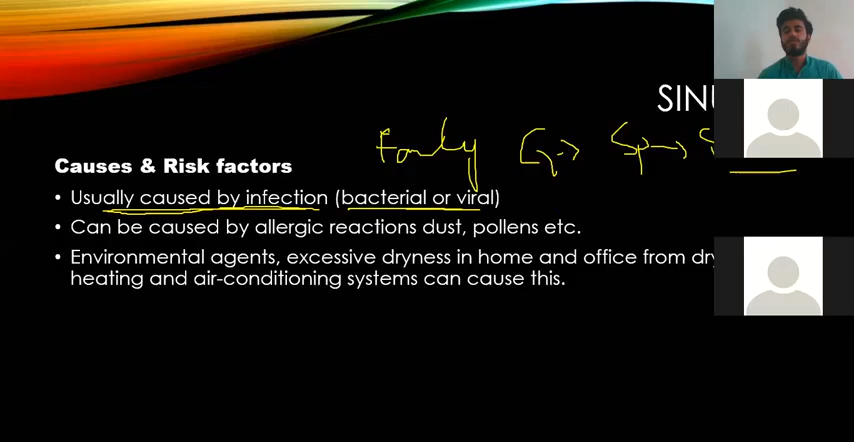 SINU
Family G-> Sp-> S
Causes & Risk factors
• Usually caused by infection (bacterial or viral)
• Can be caused by allergic reactions dust, pollens etc.
• Environmental agents, excessive dryness in home and office from dry
heating and air-conditioning systems can cause this.